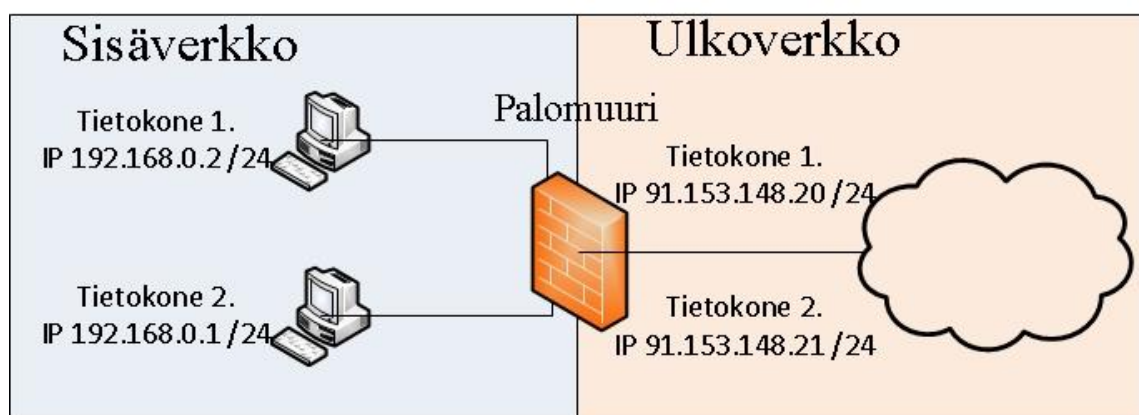 Sisäverkko
Ulkoverkko
Palomuuri
Tietokone 1.
IP 192.168.0.2 /24
Tietokone 1.
IP 91.153.148.20 /24
Tietokone 2.
IP 192.168.0.1 /24
Tietokone 2.
IP 91.153.148.21 /24